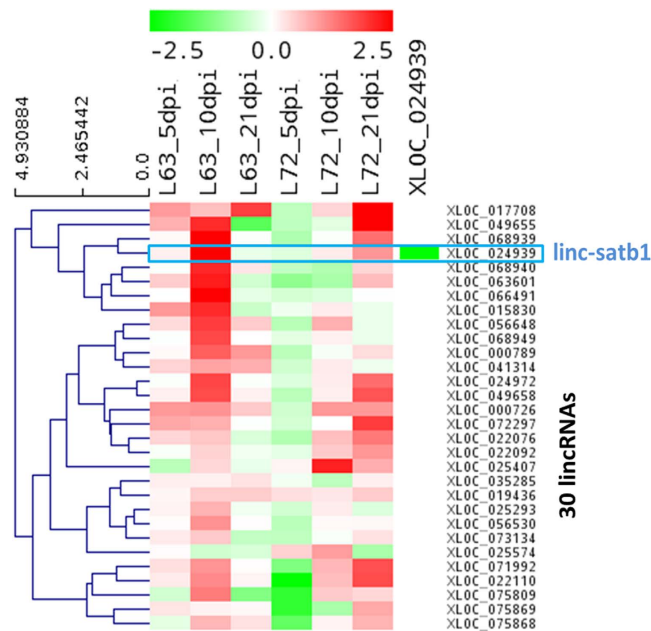 -2.5 0.0 2.5
4.930884
2.465442
0.0
L63_5dpi
L63_10dpi
L63_21dpi
L72_5dpi
L72_10dpi
L72_21dpi
XLOC_024939
XLOC_017708
XLOC_049655
XLOC_068939
XLOC_024939 linc-satb1
XLOC_068940
XLOC_063601
XLOC_066491
XLOC_015830
XLOC_056648
XLOC_068949
XLOC_000789
XLOC_041314
XLOC_024972
XLOC_049658
XLOC_000726
XLOC_072297
XLOC_022076
XLOC_022092
XLOC_025407
XLOC_035285
XLOC_019436
XLOC_025293
XLOC_056530
XLOC_073134
XLOC_025574
XLOC_071992
XLOC_022110
XLOC_075809
XLOC_075869
XLOC_075868
30 lincRNAs